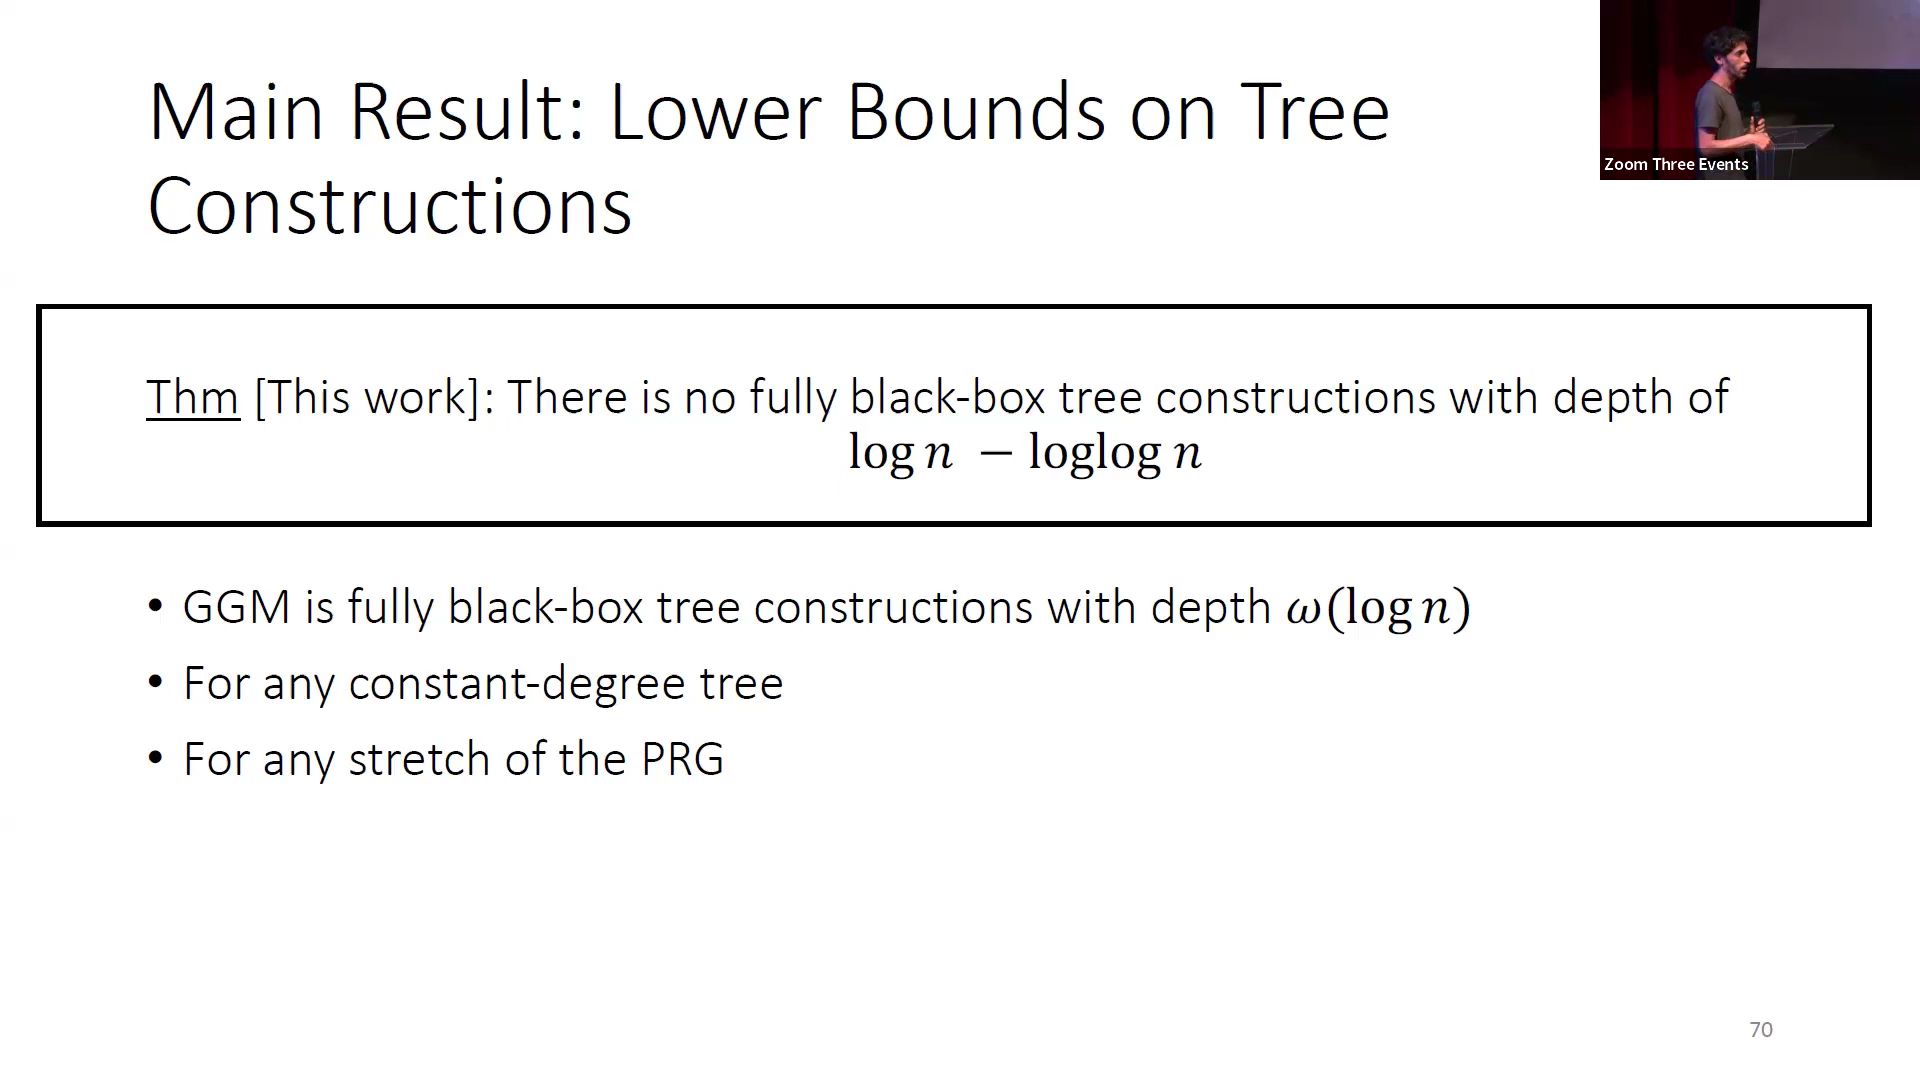 Main Result: Lower Bounds on Tree
Constructions
Zoom Three Events
Thm [This work]: There is no fully black-box tree constructions with depth of
log n − loglog n
• GGM is fully black-box tree constructions with depth ω(log n)
• For any constant-degree tree
• For any stretch of the PRG
70